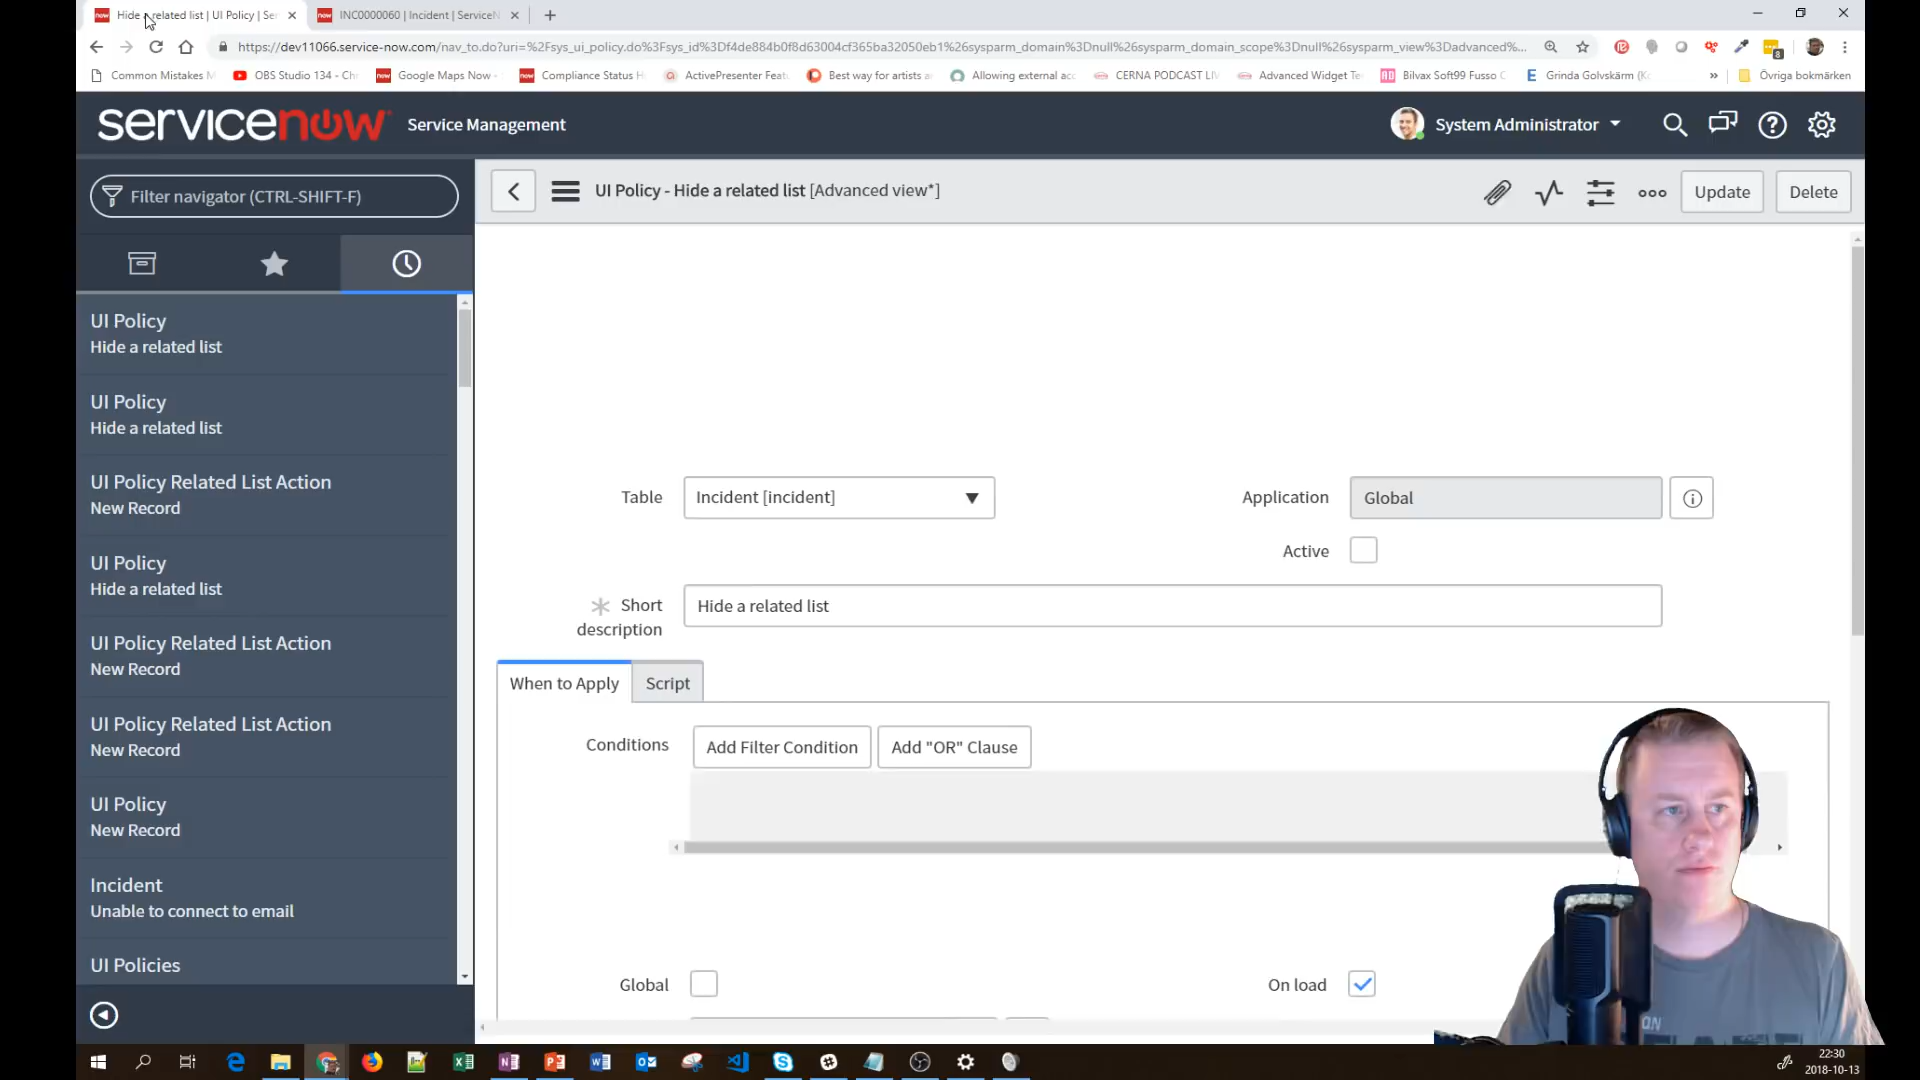 Hide a related list | UI Policy | Ser
INC0000060 | Incident | ServiceN
https://dev11066.service-now.com/nav_to.do?uri=%2Fsys_ui_policy.do%3Fsys_id%3Df4de884b0f8d63004cf365ba32050eb1%26sysparm_domain%3Dnull%26sysparm_domain_scope%3Dnull%26sysparm_view%3Dadvanced%...
Common Mistakes M
OBS Studio 134 - Chr
Google Maps Now -
Compliance Status H
ActivePresenter Feat
Best way for artists a
Allowing external acc
CERNA PODCAST LIV
Advanced Widget Te
Bilvax Soft99 Fusso C
Grinda Golvskärm (Ko
»
Övriga bokmärken
servicenow
Service Management
System Administrator
Filter navigator (CTRL-SHIFT-F)
UI Policy - Hide a related list [Advanced view*]
Update
Delete
UI Policy
Hide a related list
UI Policy
Hide a related list
UI Policy Related List Action
New Record
UI Policy
Hide a related list
UI Policy Related List Action
New Record
UI Policy Related List Action
New Record
UI Policy
New Record
Incident
Unable to connect to email
UI Policies
Table
Incident [incident]
Application
Global
Active
Short
description
Hide a related list
When to Apply
Script
Conditions
Add Filter Condition
Add "OR" Clause
Global
On load
22:30
2018-10-13